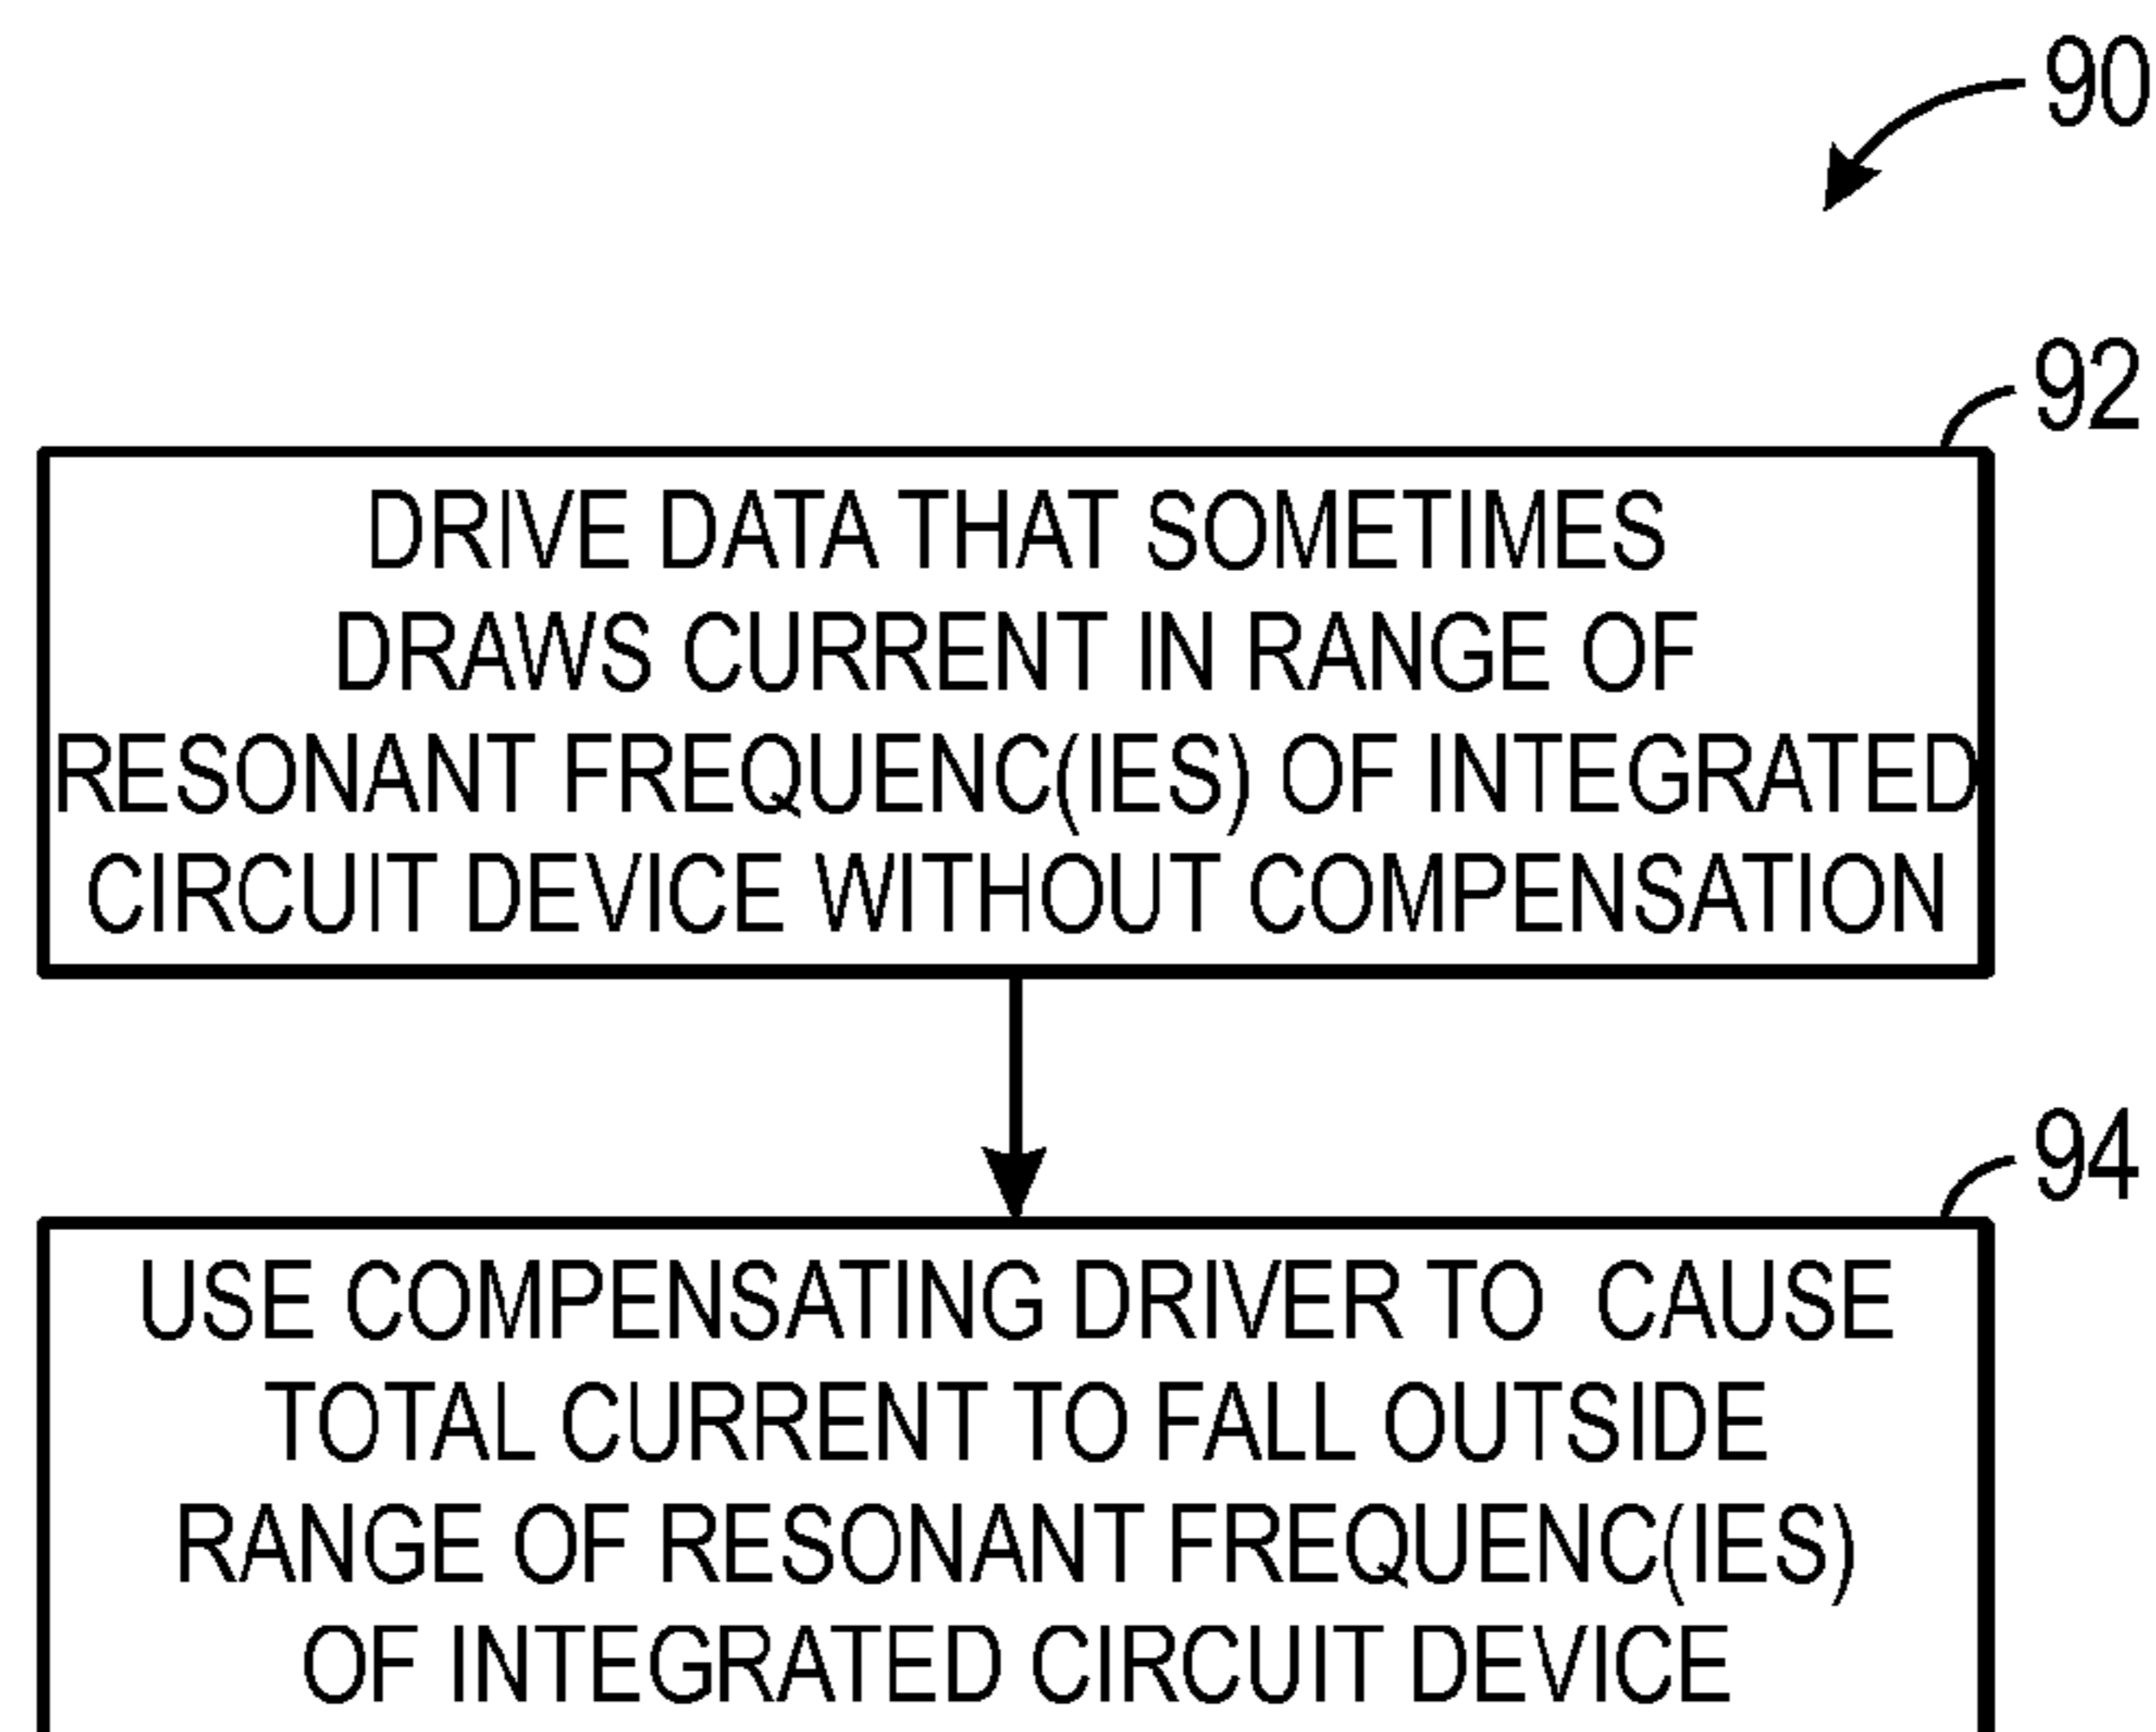 90
92
DRIVE DATA THAT SOMETIMES
DRAWS CURRENT IN RANGE OF
RESONANT FREQUENC(IES) OF INTEGRATED
CIRCUIT DEVICE WITHOUT COMPENSATION
94
USE COMPENSATING DRIVER TO CAUSE
TOTAL CURRENT TO FALL OUTSIDE
RANGE OF RESONANT FREQUENC(IES)
OF INTEGRATED CIRCUIT DEVICE